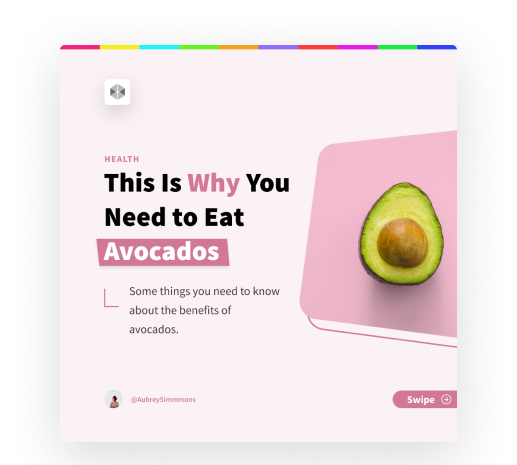 HEALTH
This Is Why You
Need to Eat
Avocados
Some things you need to know
about the benefits of
avocados.
@AubreySimmmons
Swipe